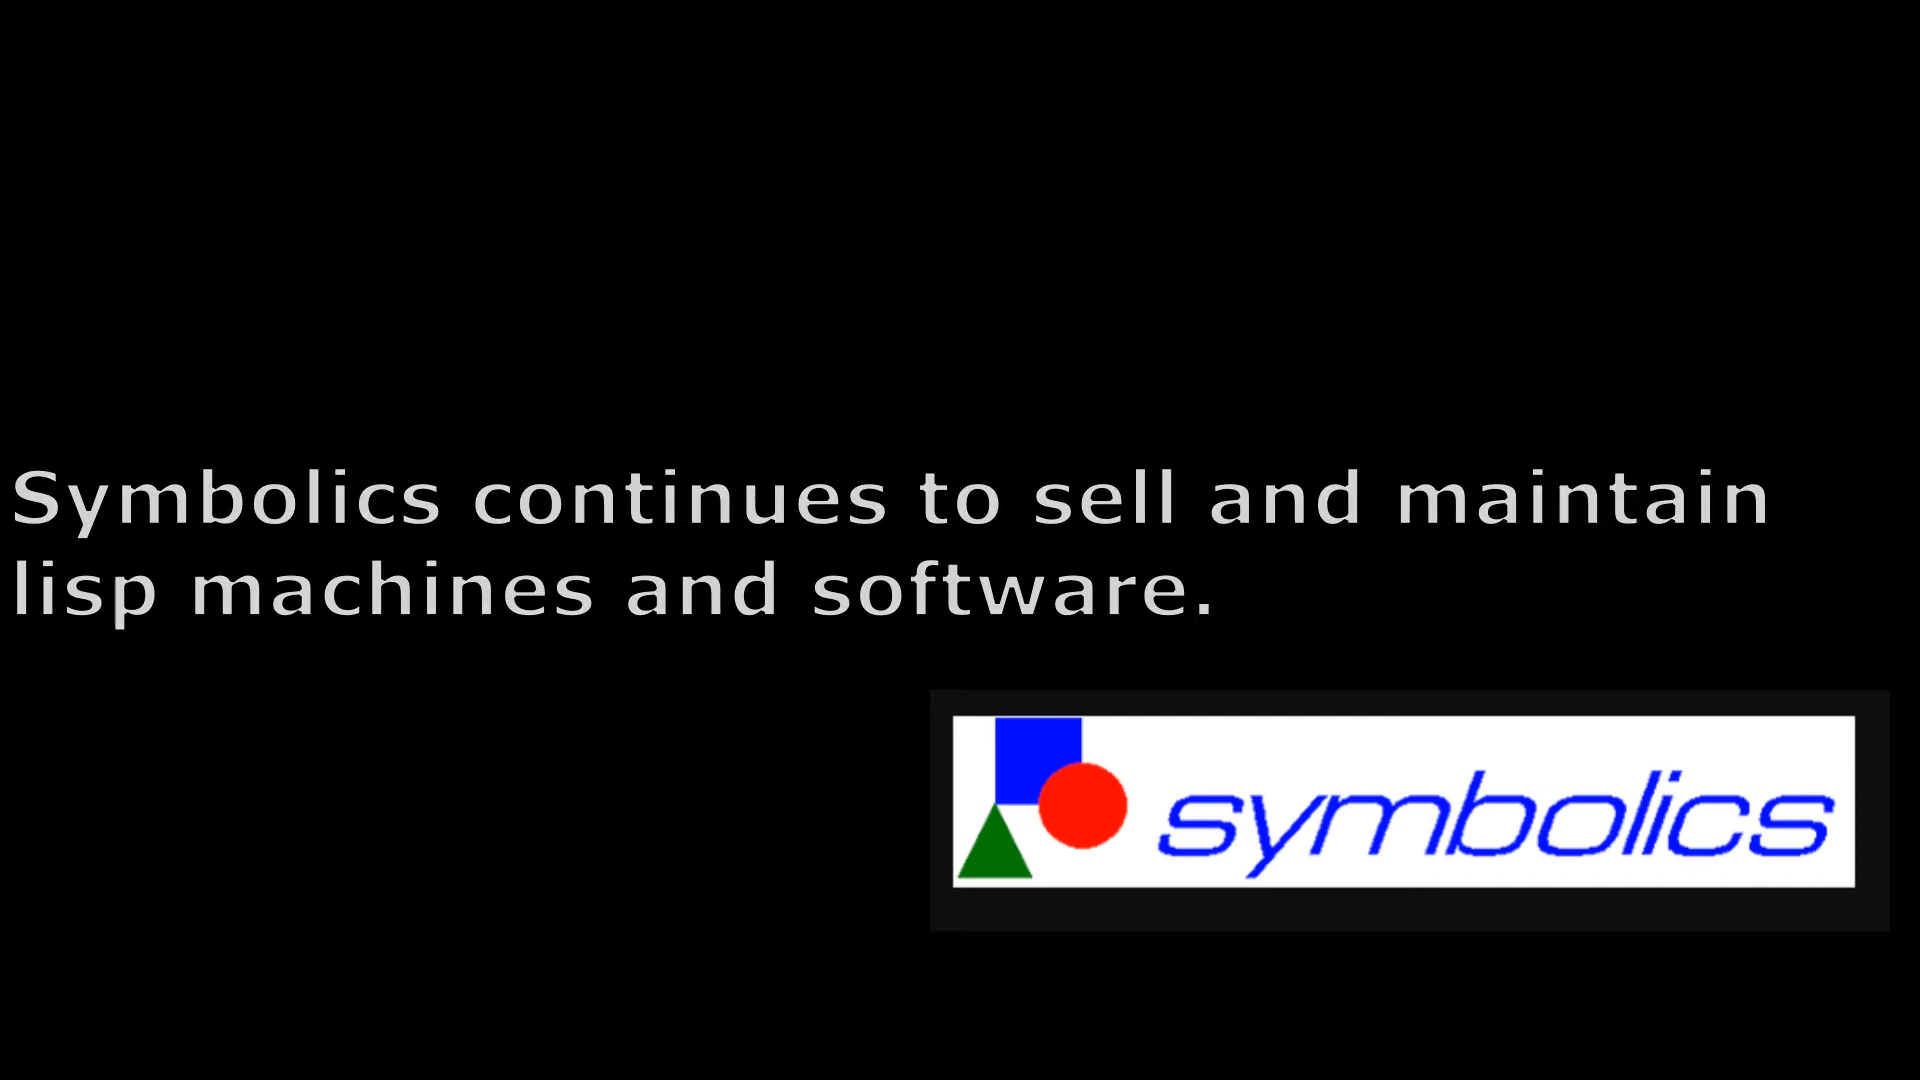 Symbolics continues to sell and maintain
lisp machines and software.
symbolics